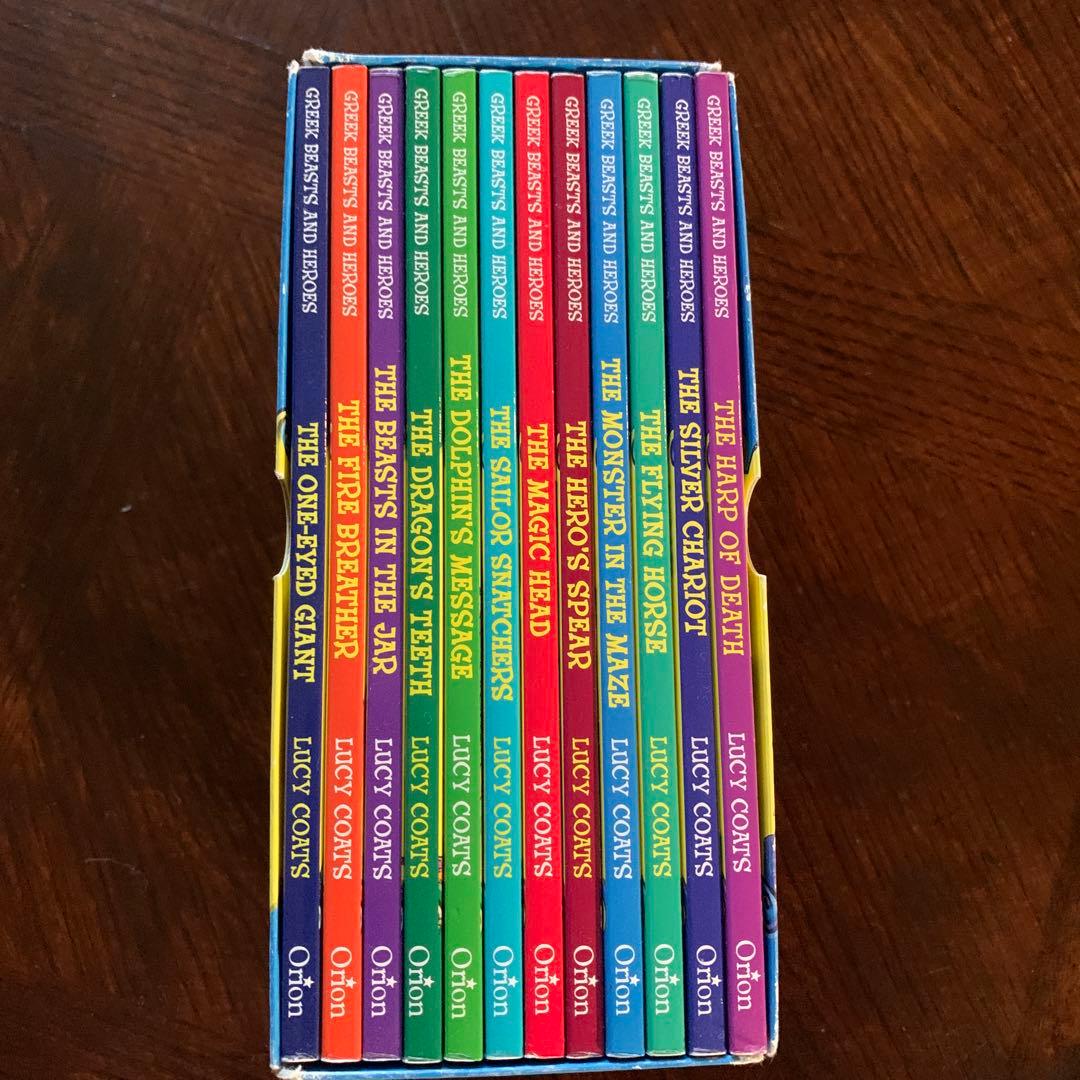 GREEK BEASTS AND HEROES THE ONE-EYED GIANT LUCY COATS Orion
GREEK BEASTS AND HEROES THE FIRE BREATHER LUCY COATS Orion
GREEK BEASTS AND HEROES THE BEASTS IN THE JAR LUCY COATS Orion
GREEK BEASTS AND HEROES THE DRAGON'S TEETH LUCY COATS Orion
GREEK BEASTS AND HEROES THE DOLPHIN'S MESSAGE LUCY COATS Orion
GREEK BEASTS AND HEROES THE SAILOR SNATCHERS LUCY COATS Orion
GREEK BEASTS AND HEROES THE MAGIC HEAD LUCY COATS Orion
GREEK BEASTS AND HEROES THE HERO'S SPEAR LUCY COATS Orion
GREEK BEASTS AND HEROES THE MONSTER IN THE MAZE LUCY COATS Orion
GREEK BEASTS AND HEROES THE FLYING HORSE LUCY COATS Orion
GREEK BEASTS AND HEROES THE SILVER CHARIOT LUCY COATS Orion
GREEK BEASTS AND HEROES THE HARP OF DEATH LUCY COATS Orion